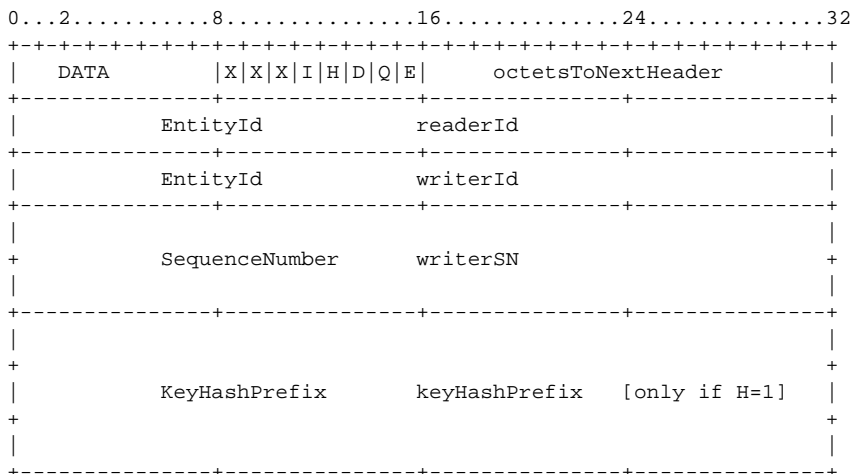 0...2...........8...............16...............24..............32
+-+-+-+-+-+-+-+-+-+-+-+-+-+-+-+-+-+-+-+-+-+-+-+-+-+-+-+-+-+-+-+-+
| DATA |X|X|X|I|H|D|Q|E| octetsToNextHeader |
+---------------+---------------+---------------+---------------+
| EntityId readerId |
+---------------+---------------+---------------+---------------+
| EntityId writerId |
+---------------+---------------+---------------+---------------+
| |
+ SequenceNumber writerSN +
| |
+---------------+---------------+---------------+---------------+
| |
+ +
| KeyHashPrefix keyHashPrefix [only if H=1] |
+ +
| |
+---------------+---------------+---------------+---------------+